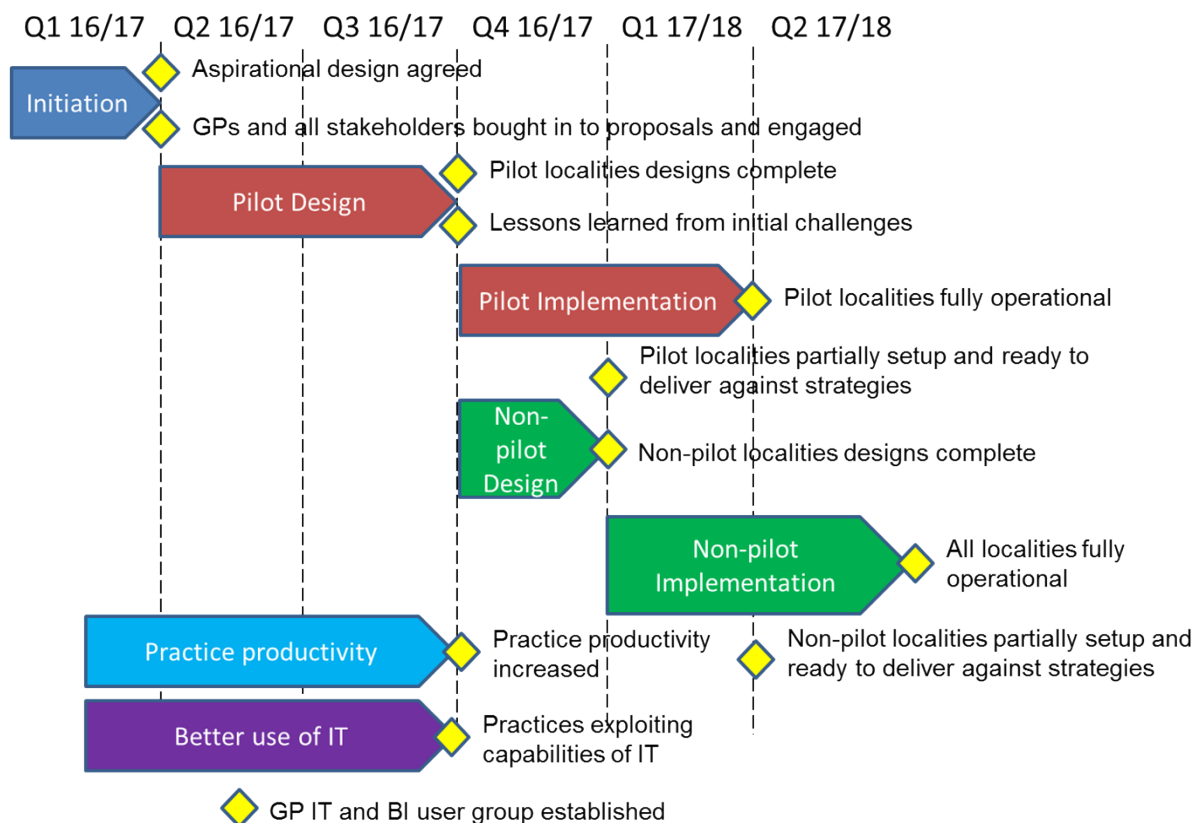 Q1 16/17 Q2 16/17 Q3 16/17 Q4 16/17 Q1 17/18 Q2 17/18
Initiation
Aspirational design agreed
GPs and all stakeholders bought in to proposals and engaged
Pilot Design
Pilot localities designs complete
Lessons learned from initial challenges
Pilot Implementation
Pilot localities fully operational
Pilot localities partially setup and ready to
deliver against strategies
Non-
pilot
Design
Non-pilot localities designs complete
Non-pilot
Implementation
All localities fully
operational
Practice productivity
Practice productivity
increased
Non-pilot localities partially setup and
ready to deliver against strategies
Better use of IT
Practices exploiting
capabilities of IT
GP IT and BI user group established